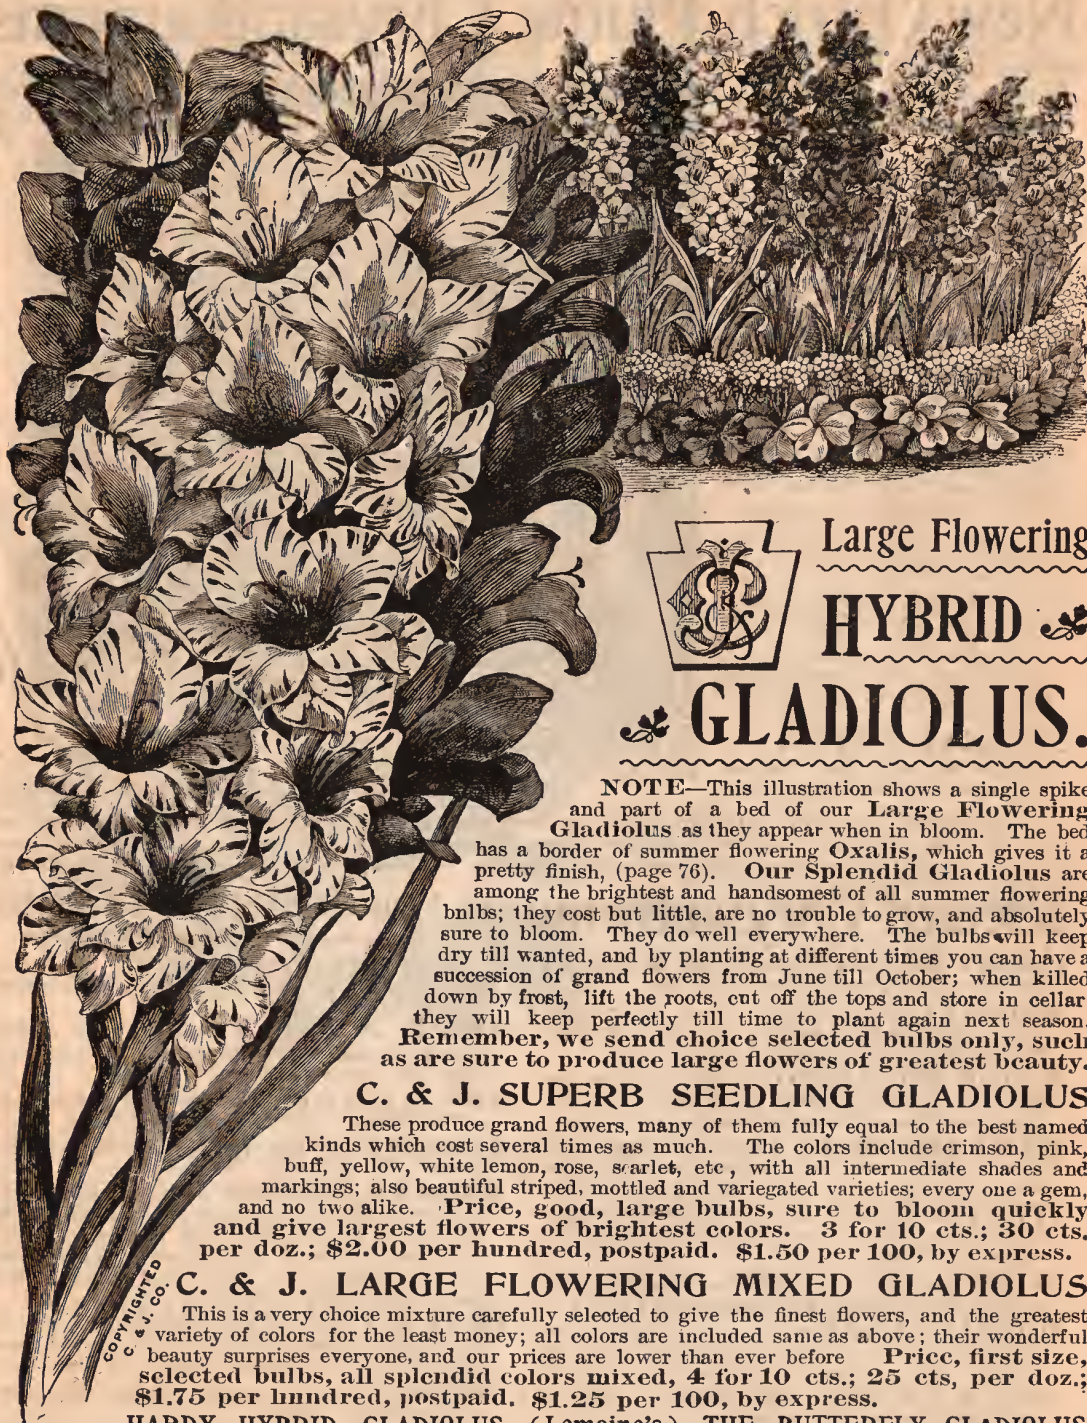 Large Flowering
HYBRID
GLADIOLUS.
NOTE—This illustration shows a single spike
and part of a bed of our Large Flowering
Gladiolus as they appear when in bloom. The bed
has a border of summer flowering Oxalis, which gives it a
pretty finish, (page 76). Our Splendid Gladiolus are
among the brightest and handsomest of all summer flowering
bnlbs; they cost but little, are no trouble to grow, and absolutely
sure to bloom. They do well everywhere. The bulbs will keep
dry till wanted, and by planting at different times you can have a
succession of grand flowers from June till October; when killed
down by frost, lift the roots, cut off the tops and store in cellar
they will keep perfectly till time to plant again next season.
Remember, we send choice selected bulbs only, such
as are sure to produce large flowers of greatest beauty.
C. & J. SUPERB SEEDLING GLADIOLUS
These produce grand flowers, many of them fully equal to the best named
kinds which cost several times as much. The colors include crimson, pink,
buff, yellow, white lemon, rose, scarlet, etc , with all intermediate shades and
markings; also beautiful striped, mottled and variegated varieties; every one a gem,
and no two alike. Price, good, large bulbs, sure to bloom quickly
and give largest flowers of brightest colors. 3 for 10 cts.; 30 cts.
per doz.; $2.00 per hundred, postpaid. $1.50 per 100, by express.
COPYRIGHTED
C. & J. CO.
C. & J. LARGE FLOWERING MIXED GLADIOLUS
This is a very choice mixture carefully selected to give the finest flowers, and the greatest
variety of colors for the least money; all colors are included same as above; their wonderful
beauty surprises everyone, and our prices are lower than ever before Price, first size,
selected bulbs, all splendid colors mixed, 4 for 10 cts.; 25 cts, per doz.;
$1.75 per hundred, postpaid. $1.25 per 100, by express.
HARDY HYBRID GLADIOLUS (Lemoine's) THE BUTTERFLY GLADIOLUS